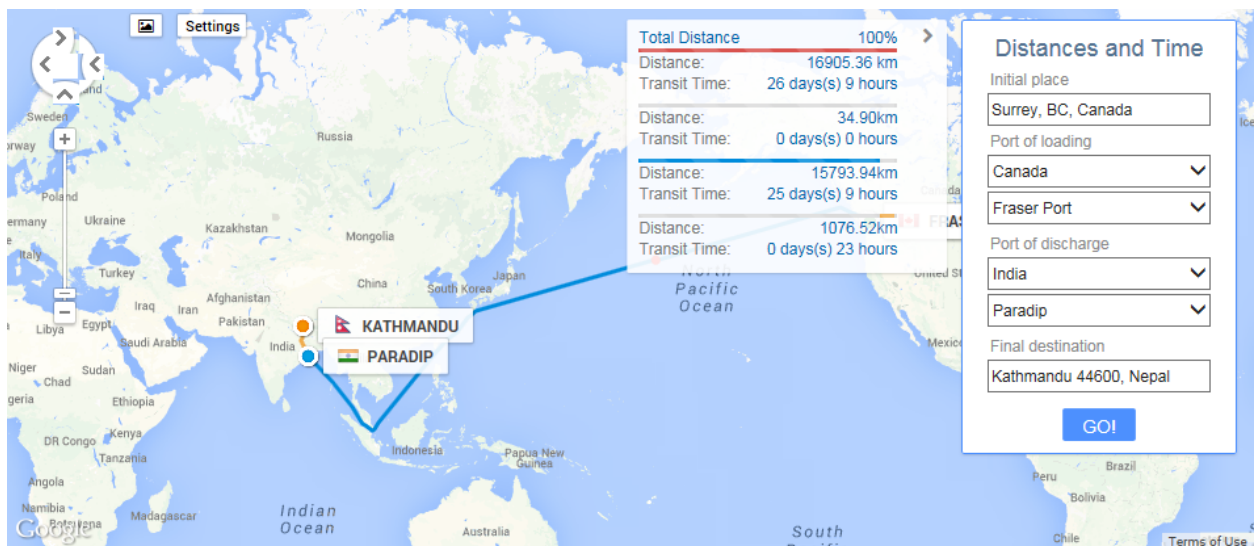 Settings
Total Distance 100%
Distance: 16905.36 km
Transit Time: 26 days(s) 9 hours
Distance: 34.90km
Transit Time: 0 days(s) 0 hours
Distance: 15793.94km
Transit Time: 25 days(s) 9 hours
Distance: 1076.52km
Transit Time: 0 days(s) 23 hours
Distances and Time
Initial place
Surrey, BC, Canada
Port of loading
Canada
Fraser Port
Port of discharge
India
Paradip
Final destination
Kathmandu 44600, Nepal
GO!
Sweden
Russia
Poland
Ukraine
Kazakhstan
Mongolia
Italy
Turkey
China
South Korea
Japan
North
Pacific
Ocean
Iraq
Iran
Afghanistan
Pakistan
Libya
Egypt
Saudi Arabia
India
KATHMANDU
PARADIP
FRAS
Niger
Chad
Sudan
Ethiopia
DR Congo
Kenya
Tanzania
Angola
Namibia
Botswana
Madagascar
Indonesia
Papua New
Guinea
Indian
Ocean
Australia
South
Mexico
Peru
Brazil
Bolivia
Chile
Google
Terms of Use